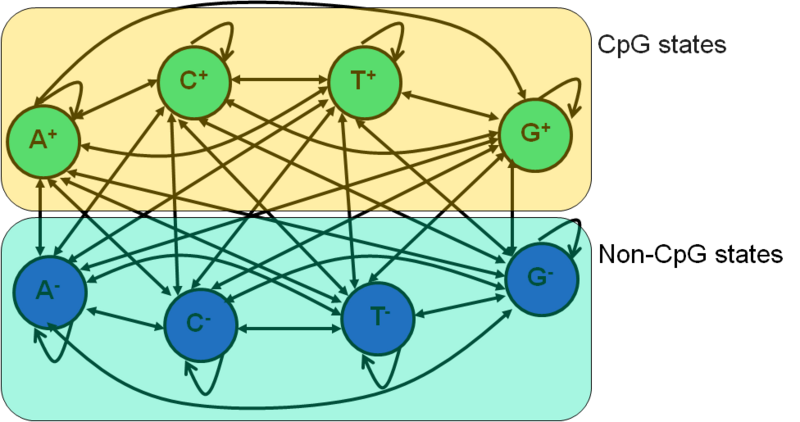 CpG states
C⁺
T⁺
A⁺
G⁺
Non-CpG states
A⁻
C⁻
T⁻
G⁻